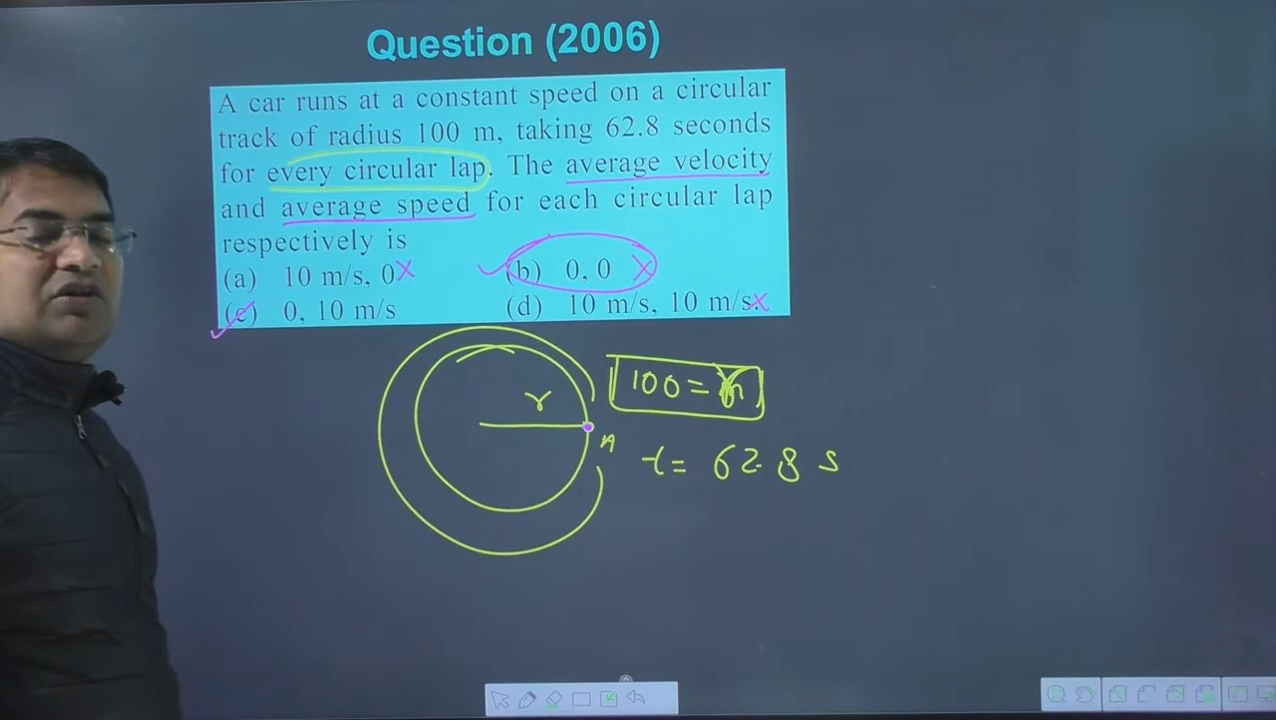 Question (2006)
A car runs at a constant speed on a circular
track of radius 100 m, taking 62.8 seconds
for every circular lap. The average velocity
and average speed for each circular lap
respectively is
(a) 10 m/s, 0 (b) 0, 0
(c) 0, 10 m/s (d) 10 m/s, 10 m/s
r
100 =
A
t = 62.8 s